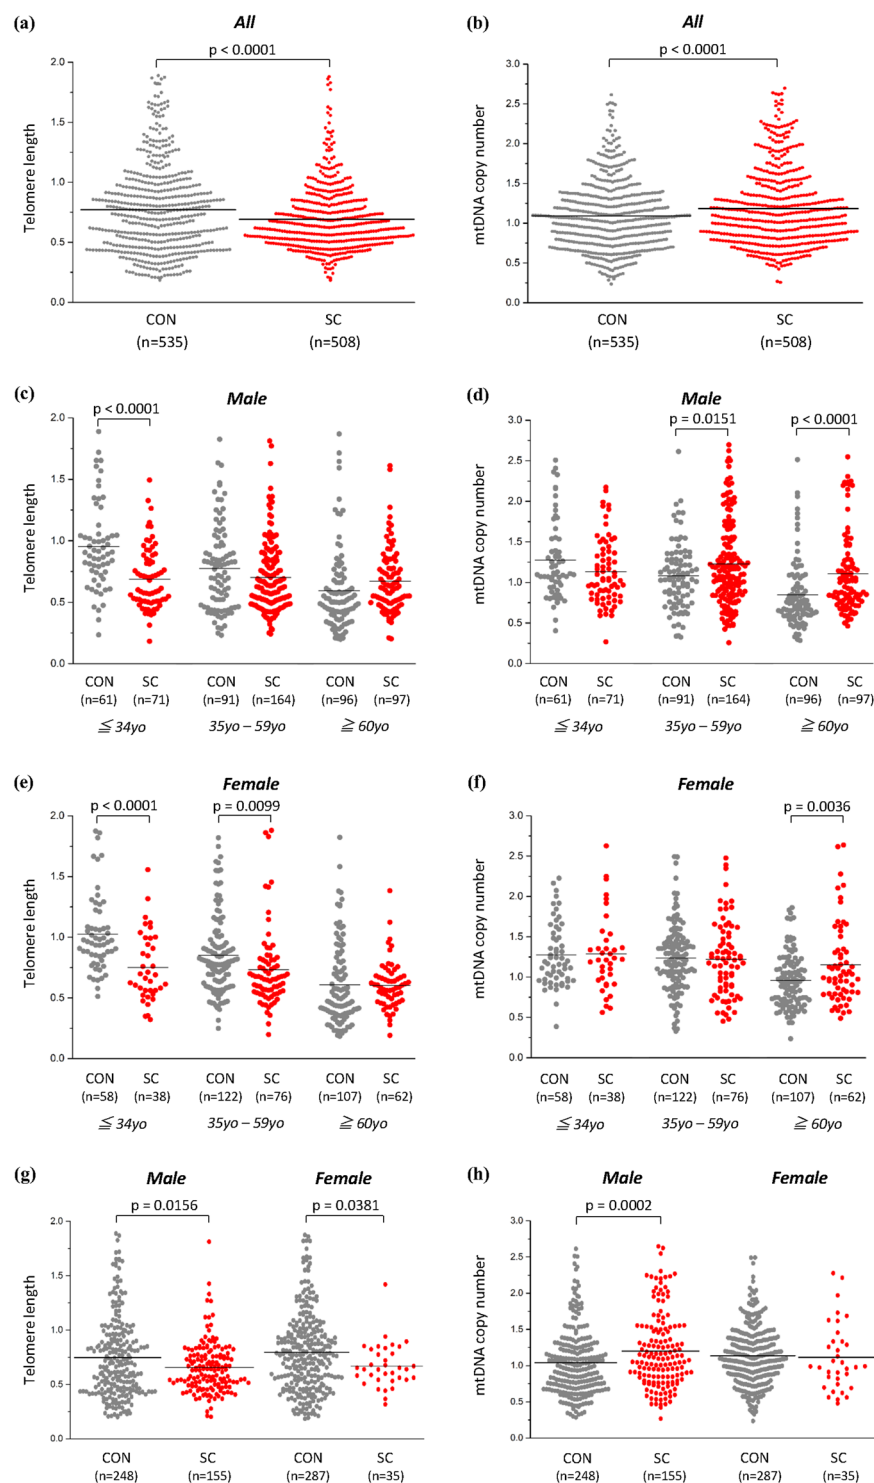 (a)
All
p < 0.0001
Telomere length
2.0
1.5
1.0
0.5
0.0
CON
SC
(n=535)
(n=508)
(b)
All
p < 0.0001
mtDNA copy number
3.0
2.5
2.0
1.5
1.0
0.5
0.0
CON
SC
(n=535)
(n=508)
(c)
Male
p < 0.0001
Telomere length
2.0
1.5
1.0
0.5
0.0
CON SC CON SC CON SC
(n=61) (n=71) (n=91) (n=164) (n=96) (n=97)
≦ 34yo 35yo – 59yo ≧ 60yo
(d)
Male
p = 0.0151 p < 0.0001
mtDNA copy number
3.0
2.5
2.0
1.5
1.0
0.5
0.0
CON SC CON SC CON SC
(n=61) (n=71) (n=91) (n=164) (n=96) (n=97)
≦ 34yo 35yo – 59yo ≧ 60yo
(e)
Female
p < 0.0001 p = 0.0099
Telomere length
2.0
1.5
1.0
0.5
0.0
CON SC CON SC CON SC
(n=58) (n=38) (n=122) (n=76) (n=107) (n=62)
≦ 34yo 35yo – 59yo ≧ 60yo
(f)
Female
p = 0.0036
mtDNA copy number
3.0
2.5
2.0
1.5
1.0
0.5
0.0
CON SC CON SC CON SC
(n=58) (n=38) (n=122) (n=76) (n=107) (n=62)
≦ 34yo 35yo – 59yo ≧ 60yo
(g)
Male Female
p = 0.0156 p = 0.0381
Telomere length
2.0
1.5
1.0
0.5
0.0
CON SC CON SC
(n=248) (n=155) (n=287) (n=35)
(h)
Male Female
p = 0.0002
mtDNA copy number
3.0
2.5
2.0
1.5
1.0
0.5
0.0
CON SC CON SC
(n=248) (n=155) (n=287) (n=35)